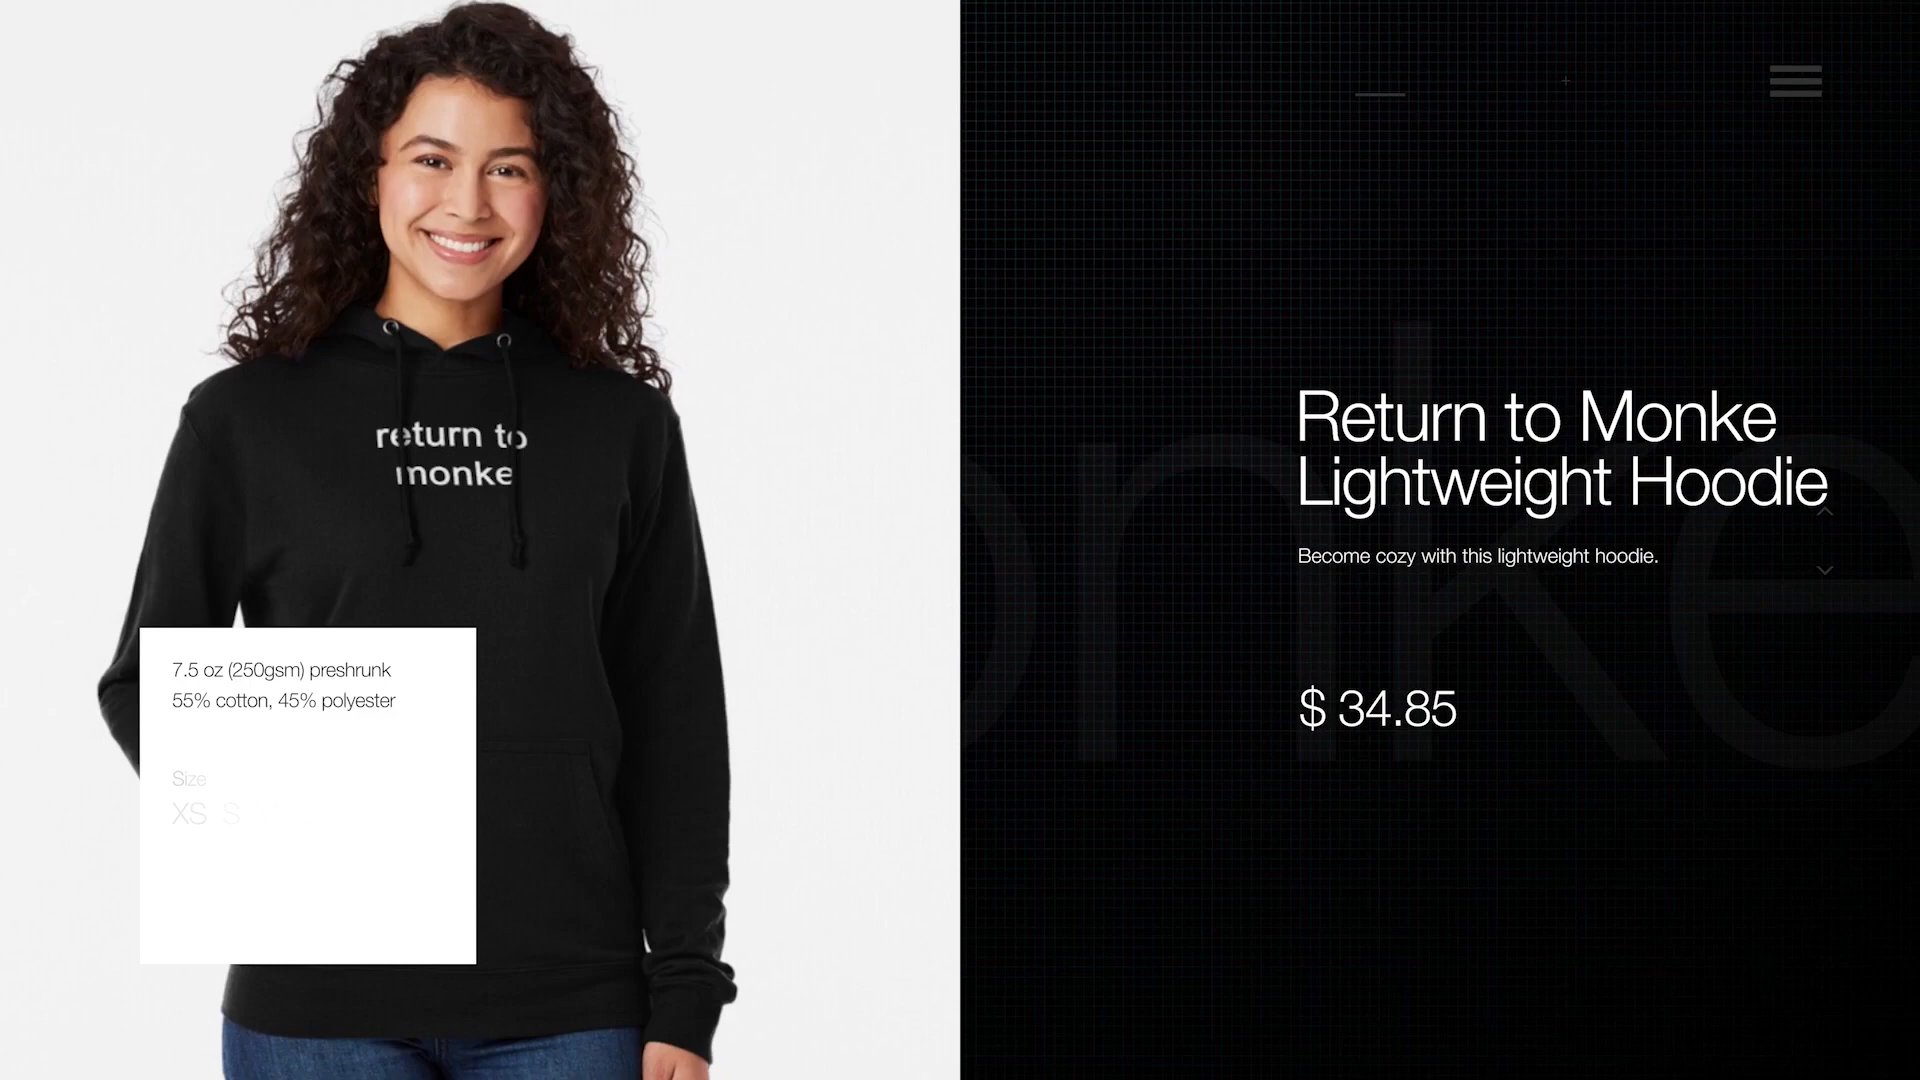 return to
monke
7.5 oz (250gsm) preshrunk
55% cotton, 45% polyester
Size
XS S
Return to Monke
Lightweight Hoodie
Become cozy with this lightweight hoodie.
$ 34.85
nke